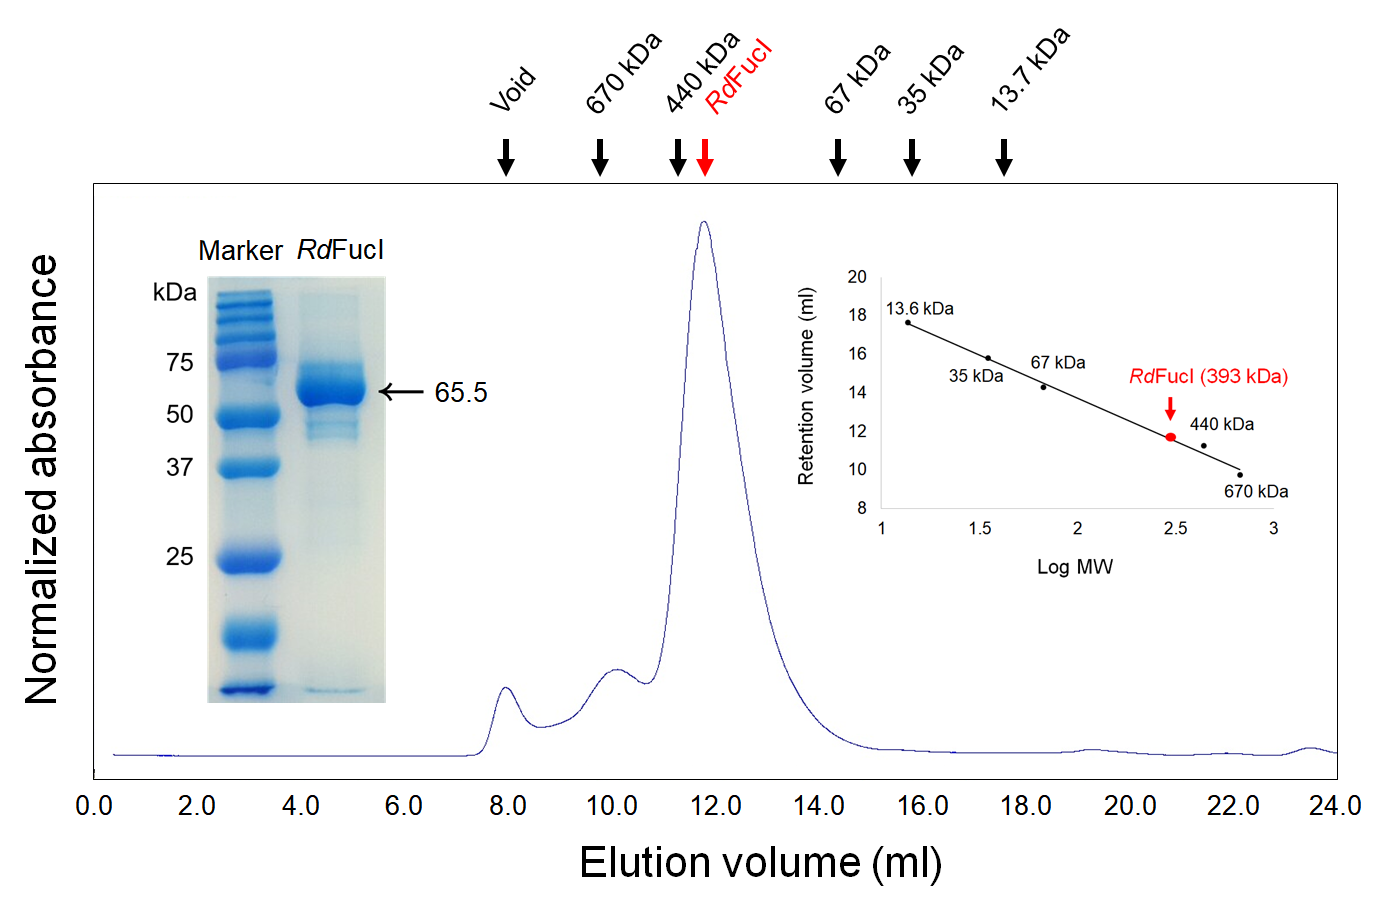 Void
670 kDa
440 kDa
RdFucI
67 kDa
35 kDa
13.7 kDa
Normalized absorbance
Marker RdFucI
kDa
75
50
37
25
65.5
Retention volume (ml)
20
18
16
14
12
10
8
13.6 kDa
35 kDa
67 kDa
RdFucI (393 kDa)
440 kDa
670 kDa
1 1.5 2 2.5 3
Log MW
0.0 2.0 4.0 6.0 8.0 10.0 12.0 14.0 16.0 18.0 20.0 22.0 24.0
Elution volume (ml)